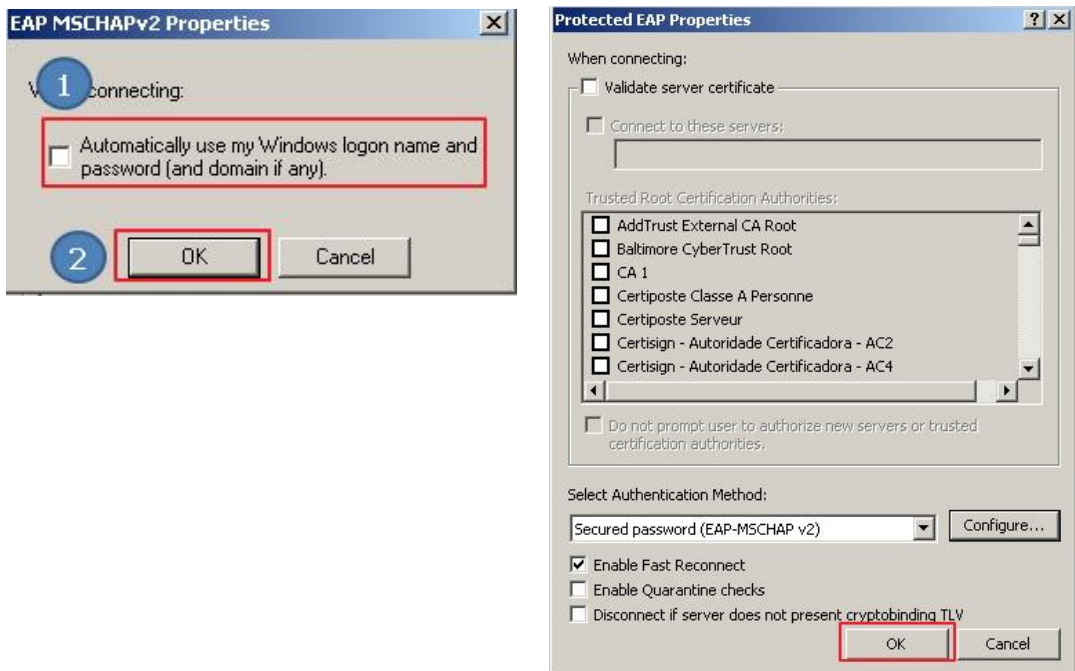 EAP MSCHAPv2 Properties
1
connecting:
Automatically use my Windows logon name and
password (and domain if any).
2
OK
Cancel
Protected EAP Properties
When connecting:
Validate server certificate
Connect to these servers:
Trusted Root Certification Authorities:
AddTrust External CA Root
Baltimore CyberTrust Root
CA 1
Certiposte Classe A Personne
Certiposte Serveur
Certisign - Autoridade Certificadora - AC2
Certisign - Autoridade Certificadora - AC4
Do not prompt user to authorize new servers or trusted
certification authorities.
Select Authentication Method:
Secured password (EAP-MSCHAP v2)
Configure...
Enable Fast Reconnect
Enable Quarantine checks
Disconnect if server does not present cryptobinding TLV
OK
Cancel